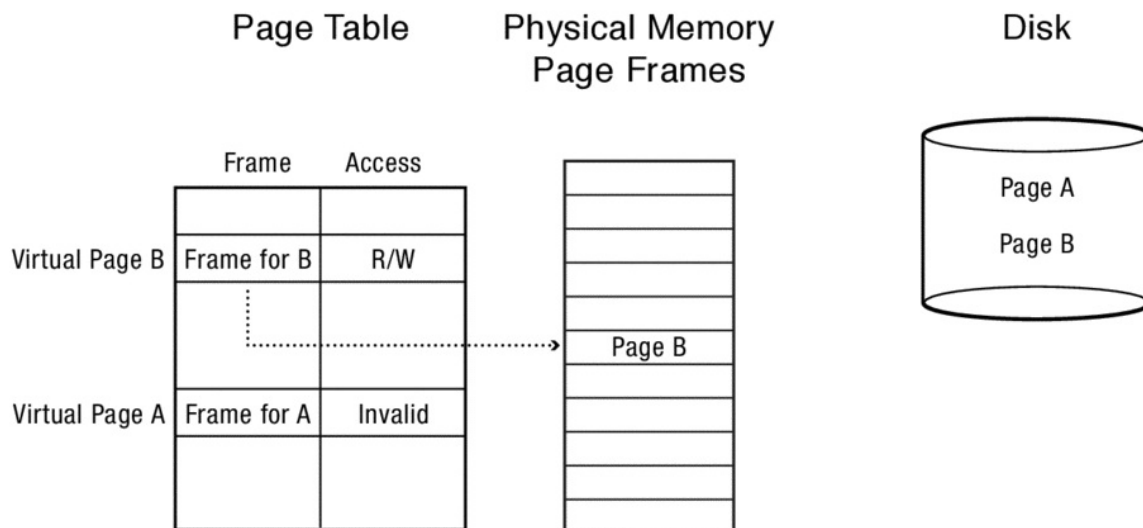 Page Table
Physical Memory
Page Frames
Disk
Frame Access
Virtual Page B Frame for B R/W
Virtual Page A Frame for A Invalid
Page B
Page A
Page B